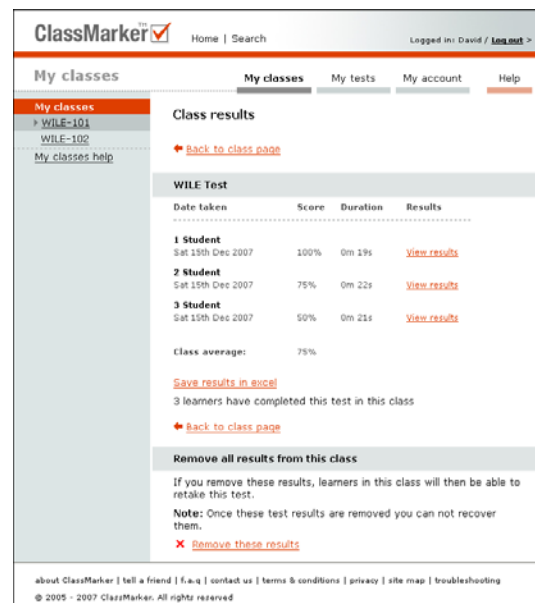 ClassMarker™
Home | Search
Logged in: David / Log out >
My classes
My classes My tests My account Help
My classes
WILE-101
WILE-102
My classes help
Class results
Back to class page
WILE Test
Date taken Score Duration Results
1 Student
Sat 15th Dec 2007 100% 0m 19s View results
2 Student
Sat 15th Dec 2007 75% 0m 22s View results
3 Student
Sat 15th Dec 2007 50% 0m 21s View results
Class average: 75%
Save results in excel
3 learners have completed this test in this class
Back to class page
Remove all results from this class
If you remove these results, learners in this class will then be able to
retake this test.
Note: Once these test results are removed you can not recover
them.
Remove these results
about ClassMarker | tell a friend | f.a.q | contact us | terms & conditions | privacy | site map | troubleshooting
© 2005 - 2007 ClassMarker. All rights reserved